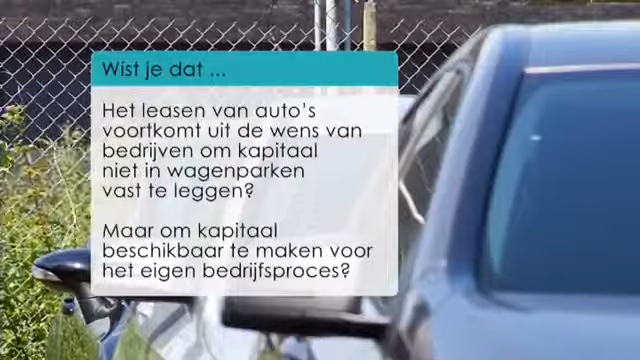 Wist je dat ...
Het leasen van auto's
voortkomt uit de wens van
bedrijven om kapitaal
niet in wagenparken
vast te leggen?
Maar om kapitaal
beschikbaar te maken voor
het eigen bedrijfsproces?